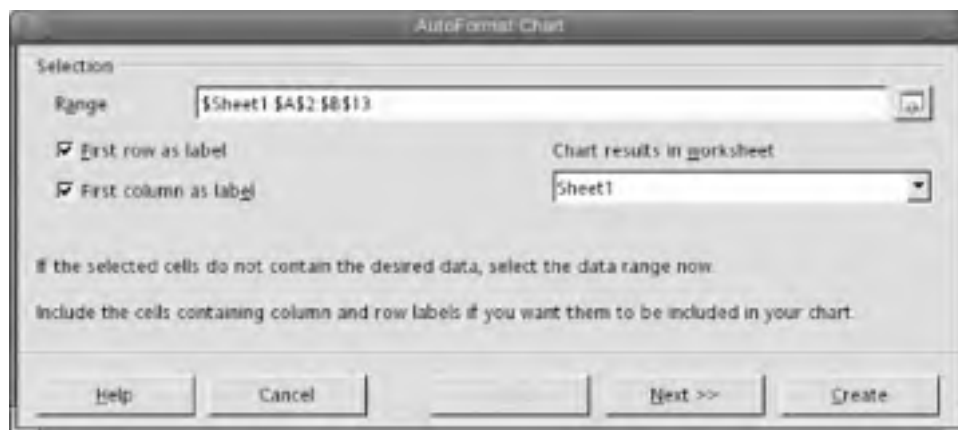 AutoFormat Chart
Selection
Range $Sheet1.$A$2:$B$13
First row as label Chart results in worksheet
First column as label Sheet1
If the selected cells do not contain the desired data, select the data range now.
Include the cells containing column and row labels if you want them to be included in your chart.
Help Cancel Next >> Create